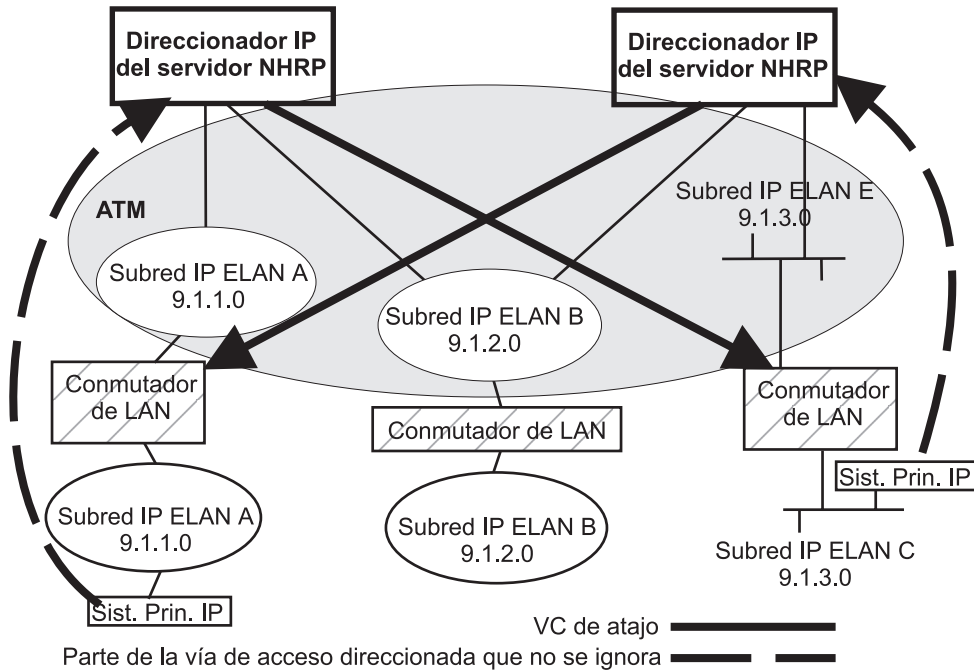 Direccionador IP
del servidor NHRP
Direccionador IP
del servidor NHRP
ATM
Subred IP ELAN E
9.1.3.0
Subred IP ELAN A
9.1.1.0
Subred IP ELAN B
9.1.2.0
Conmutador
de LAN
Conmutador de LAN
Conmutador
de LAN
Sist. Prin. IP
Subred IP ELAN A
9.1.1.0
Subred IP ELAN B
9.1.2.0
Subred IP ELAN C
9.1.3.0
Sist. Prin. IP
VC de atajo
Parte de la vía de acceso direccionada que no se ignora